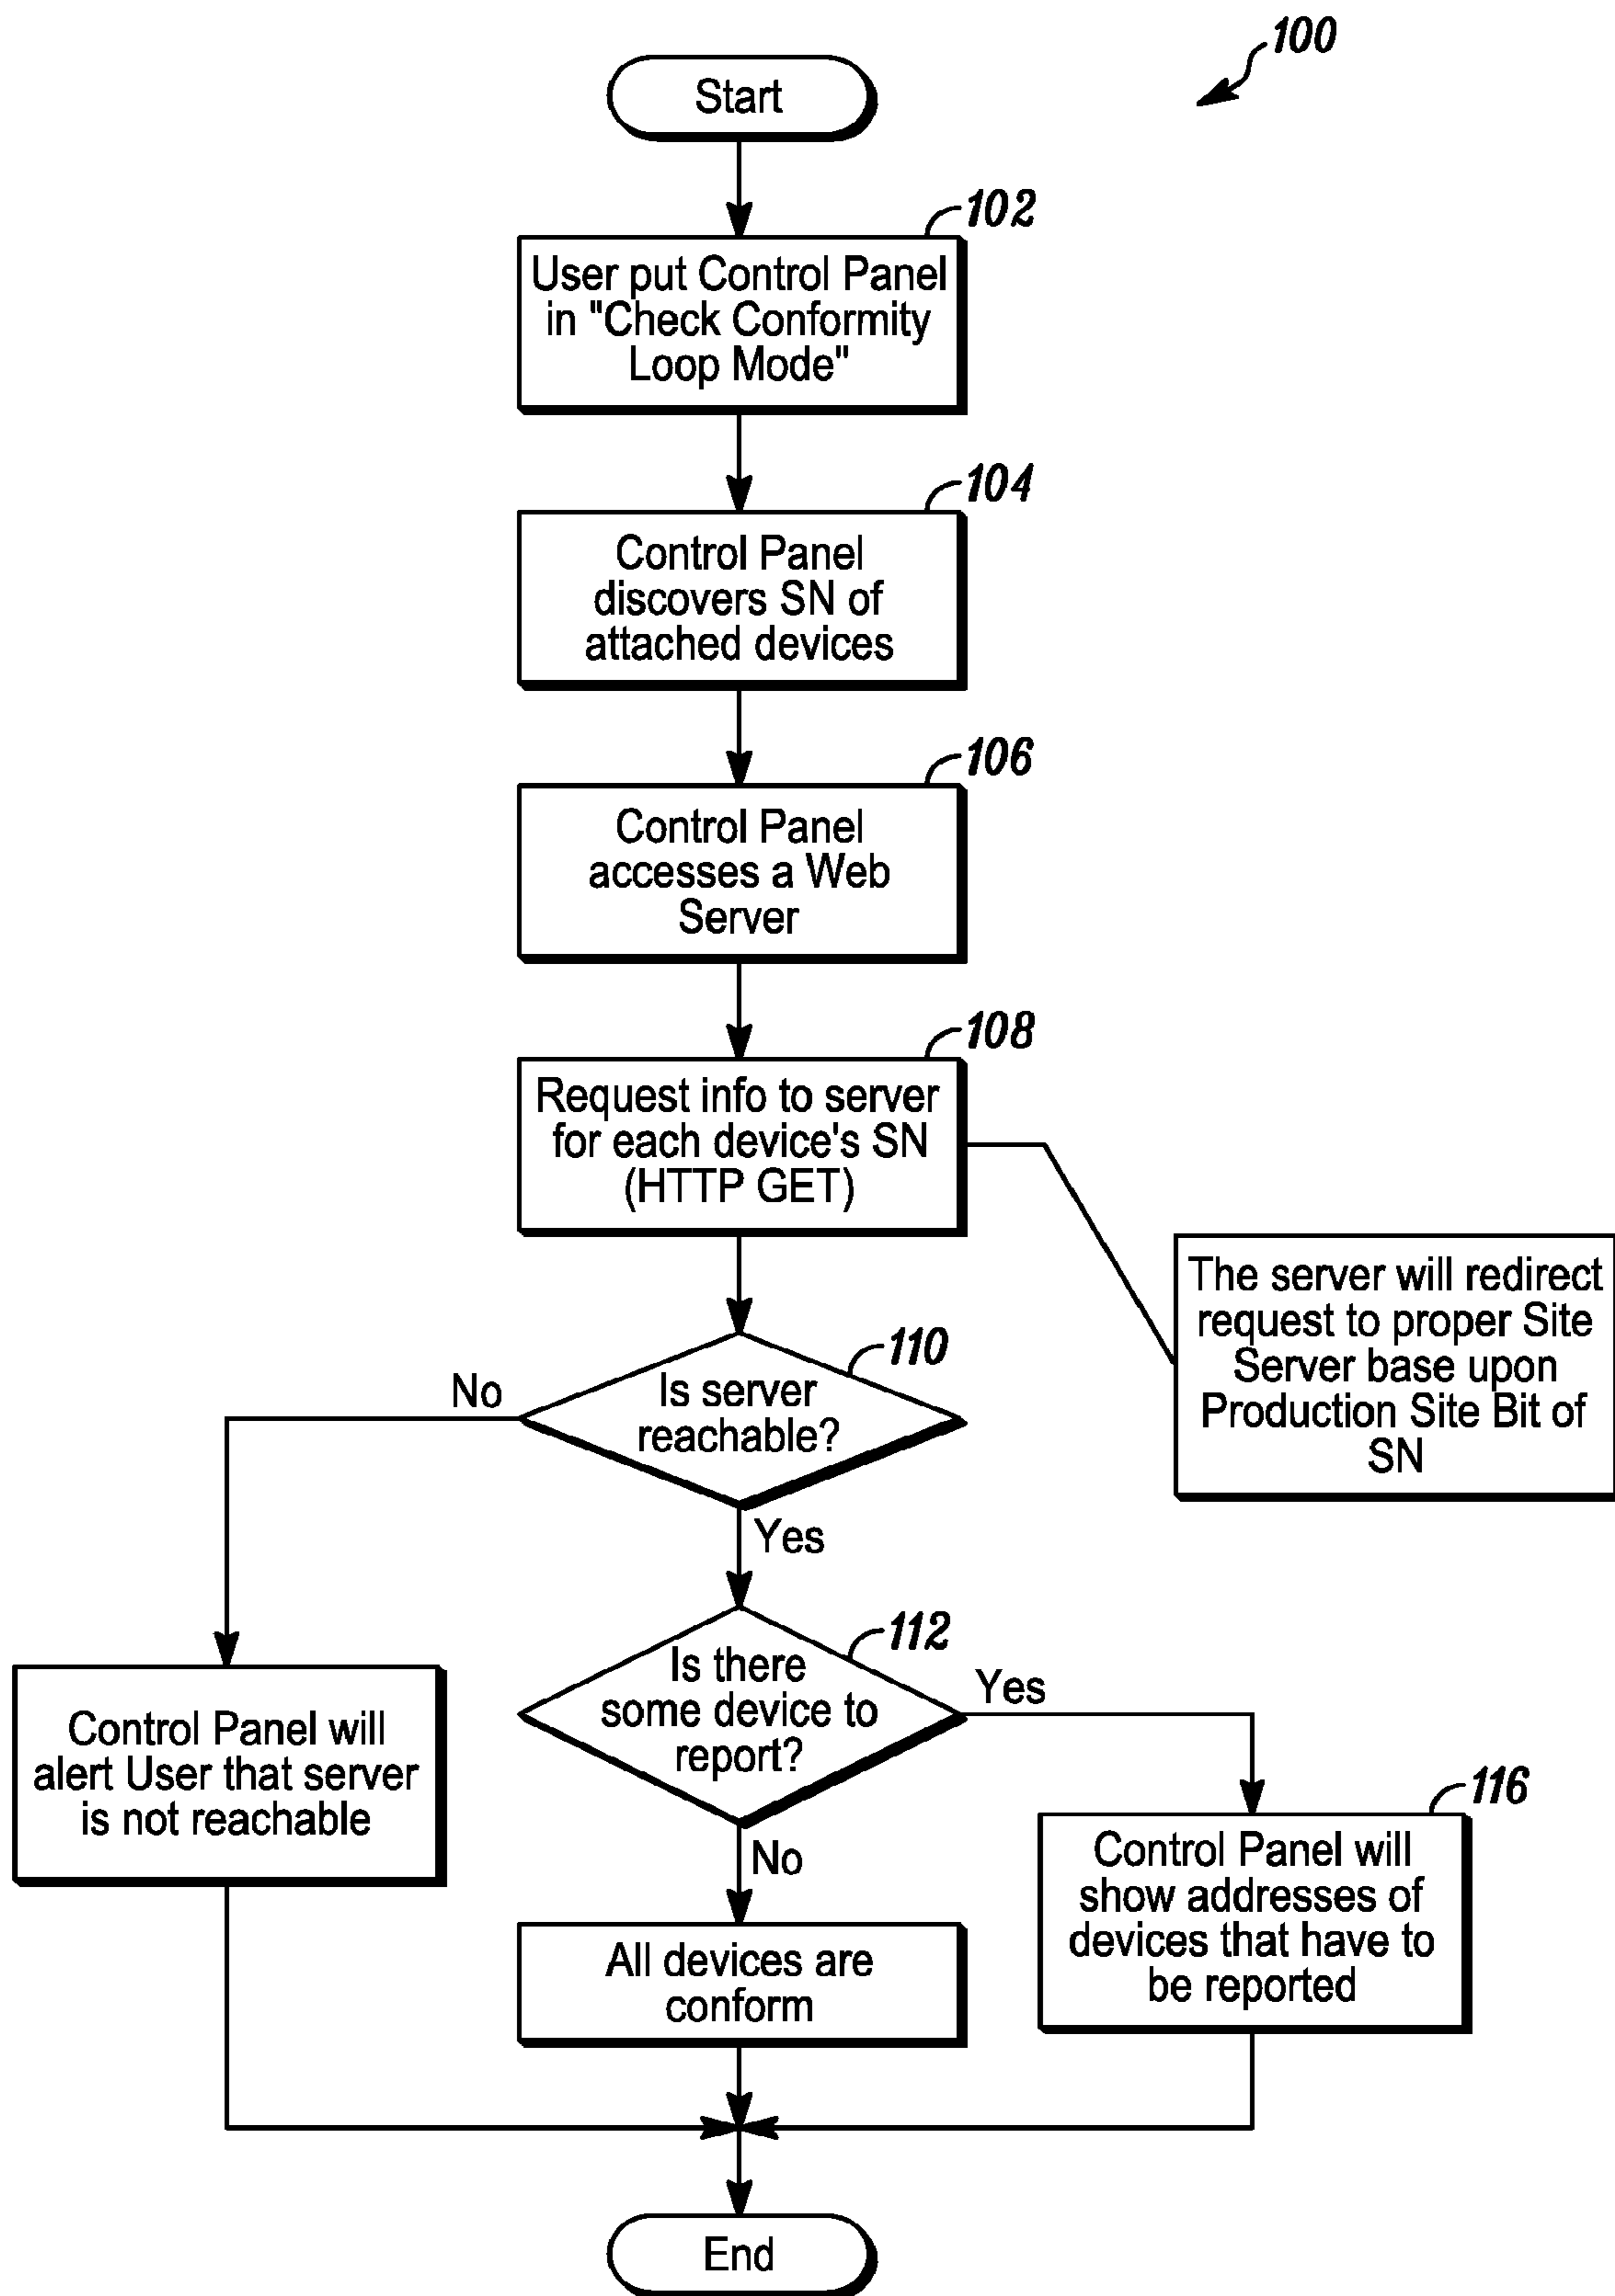 100
Start
102
User put Control Panel
in "Check Conformity
Loop Mode"
104
Control Panel
discovers SN of
attached devices
106
Control Panel
accesses a Web
Server
108
Request info to server
for each device's SN
(HTTP GET)
The server will redirect
request to proper Site
Server base upon
Production Site Bit of
SN
110
Is server
reachable?
No
Yes
112
Is there
some device to
report?
Yes
No
Control Panel will
alert User that server
is not reachable
116
Control Panel will
show addresses of
devices that have to
be reported
All devices are
conform
End